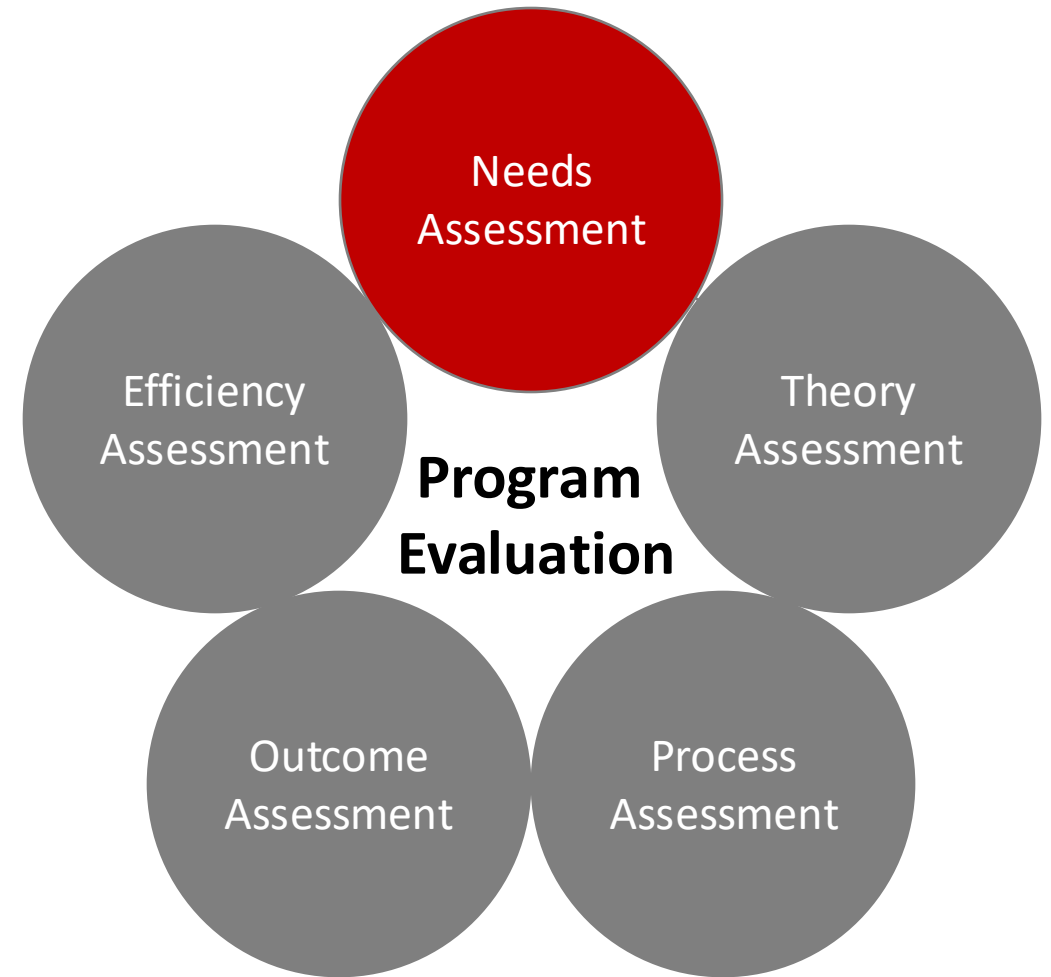 Needs
Assessment
Efficiency
Assessment
Theory
Assessment
Program
Evaluation
Outcome
Assessment
Process
Assessment